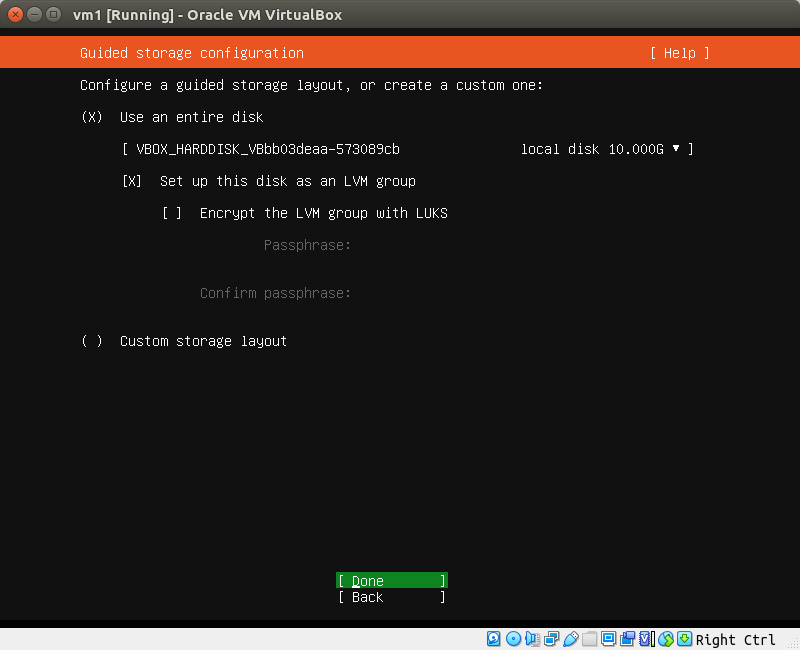 vm1 [Running] - Oracle VM VirtualBox
Guided storage configuration [ Help ]
Configure a guided storage layout, or create a custom one:
(X) Use an entire disk
[ VBOX_HARDDISK_VBbb03deaa-573089cb local disk 10.000G ▾ ]
[X] Set up this disk as an LVM group
[ ] Encrypt the LVM group with LUKS
Passphrase:
Confirm passphrase:
( ) Custom storage layout
[ Done ]
[ Back ]
Right Ctrl